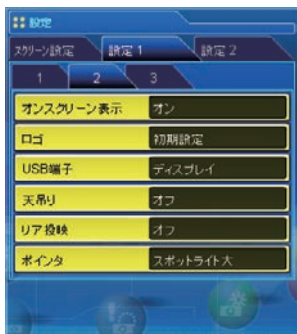 設定
スクリーン設定 設定 1 設定 2
1 2 3
オンスクリーン表示 オン
ロゴ 初期設定
USB端子 ディスプレイ
天吊り オフ
リア投映 オフ
ポインタ スポットライト大